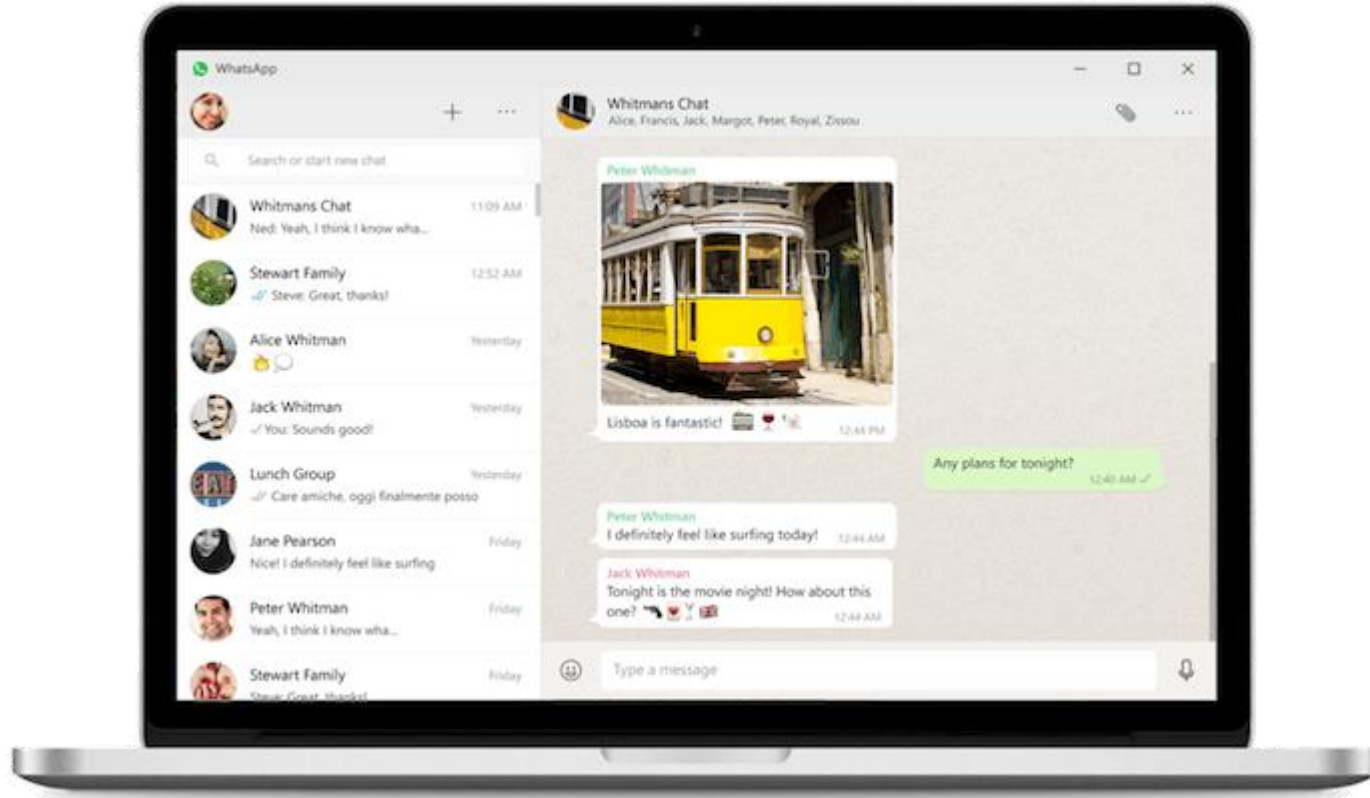 WhatsApp
Search or start new chat
Whitmans Chat
11:09 AM
Ned: Yeah, I think I know wha...
Stewart Family
12:52 AM
Steve: Great, thanks!
Alice Whitman
Yesterday
Jack Whitman
Yesterday
You: Sounds good!
Lunch Group
Yesterday
Care amiche, oggi finalmente posso
Jane Pearson
Friday
Nice! I definitely feel like surfing
Peter Whitman
Friday
Yeah, I think I know wha...
Stewart Family
Friday
Steve: Great, thanks!
Whitmans Chat
Alice, Francis, Jack, Margot, Peter, Royal, Zissou
Peter Whitman
Lisboa is fantastic!
12:44 PM
Any plans for tonight?
12:40 AM
Peter Whitman
I definitely feel like surfing today!
12:44 AM
Jack Whitman
Tonight is the movie night! How about this
one?
12:44 AM
Type a message